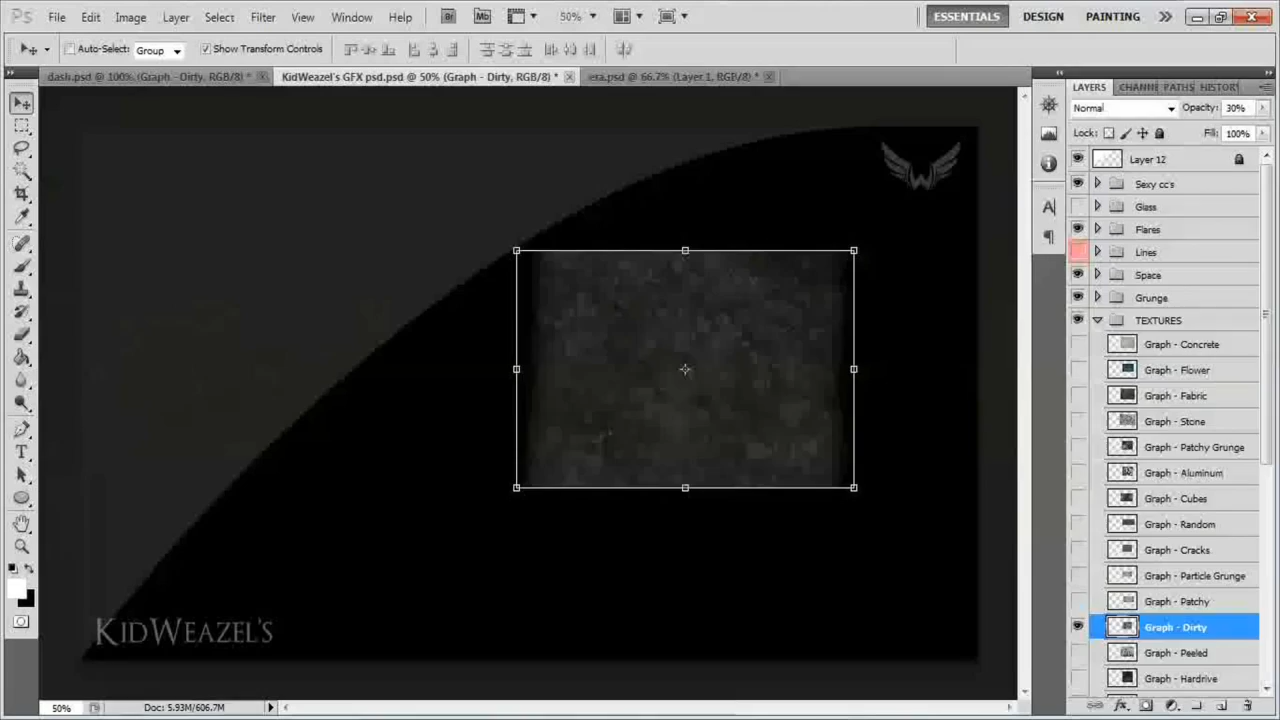 PS File Edit Image Layer Select Filter View Window Help Br Mb 50% ESSENTIALS DESIGN PAINTING
Auto-Select: Group Show Transform Controls
dash.psd @ 100% (Graph - Dirty, RGB/8) * KidWeazel's GFX psd.psd @ 50% (Graph - Dirty, RGB/8) * eta.psd @ 66.7% (Layer 1, RGB/8) *
LAYERS CHANNE PATHS HISTORY
Normal Opacity: 30%
Lock: Fill: 100%
Layer 12
Sexy cc's
Glass
Flares
Lines
Space
Grunge
TEXTURES
Graph - Concrete
Graph - Flower
Graph - Fabric
Graph - Stone
Graph - Patchy Grunge
Graph - Aluminum
Graph - Cubes
Graph - Random
Graph - Cracks
Graph - Particle Grunge
Graph - Patchy
Graph - Dirty
Graph - Peeled
Graph - Hardrive
KIDWEAZEL'S
50% Doc: 5.93M/606.7M